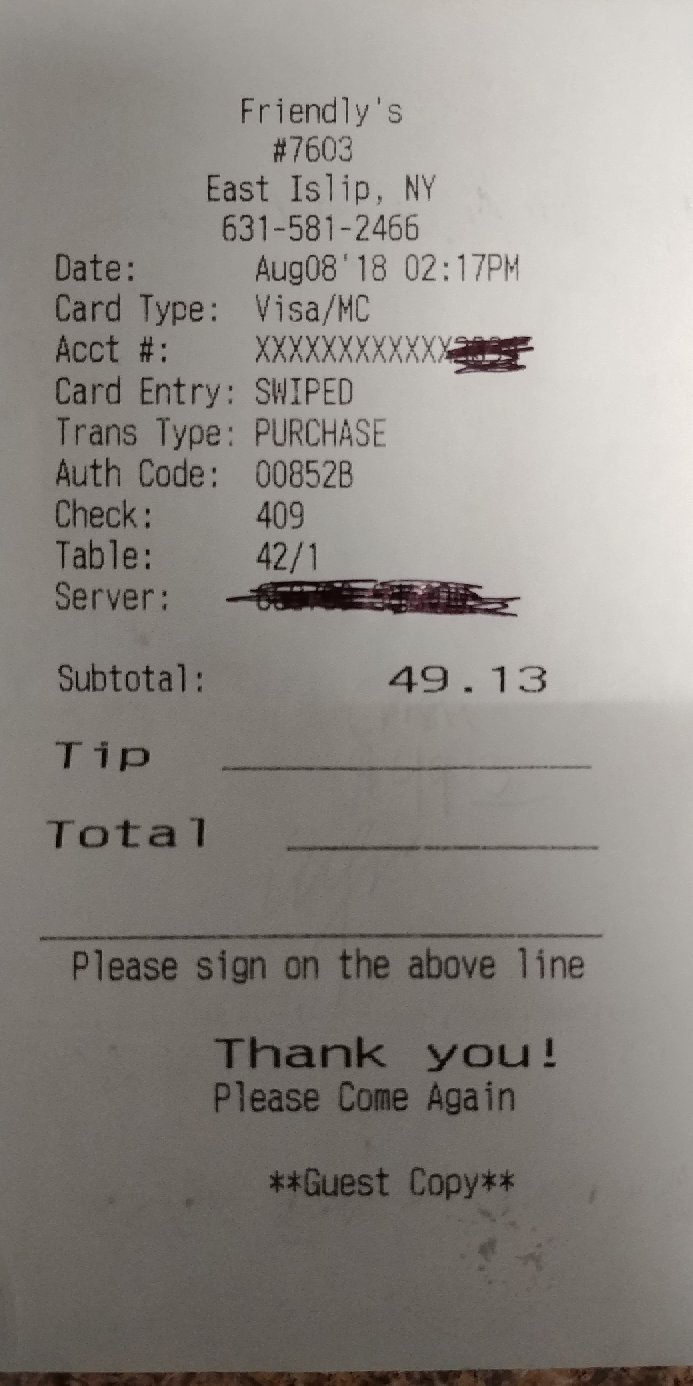 Friendly's
#7603
East Islip, NY
631-581-2466
Date: Aug08'18 02:17PM
Card Type: Visa/MC
Acct #: XXXXXXXXXXXX
Card Entry: SWIPED
Trans Type: PURCHASE
Auth Code: 00852B
Check: 409
Table: 42/1
Server:
Subtotal: 49.13
Tip
Total
Please sign on the above line
Thank you!
Please Come Again
**Guest Copy**